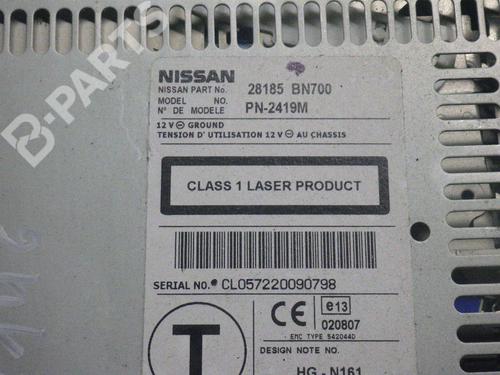 B-PARTS
NISSAN
NISSAN PART No. 28185 BN700
MODEL NO.
N° DE MODELE PN-2419M
12 V ⊖ GROUND
TENSION D'UTILISATION 12 V ⊖ AU CHASSIS
CLASS 1 LASER PRODUCT
SERIAL NO. CL057220090798
T
CE
e13
020807
EMC TYPE 542044D
DESIGN NOTE No.
HG - N161